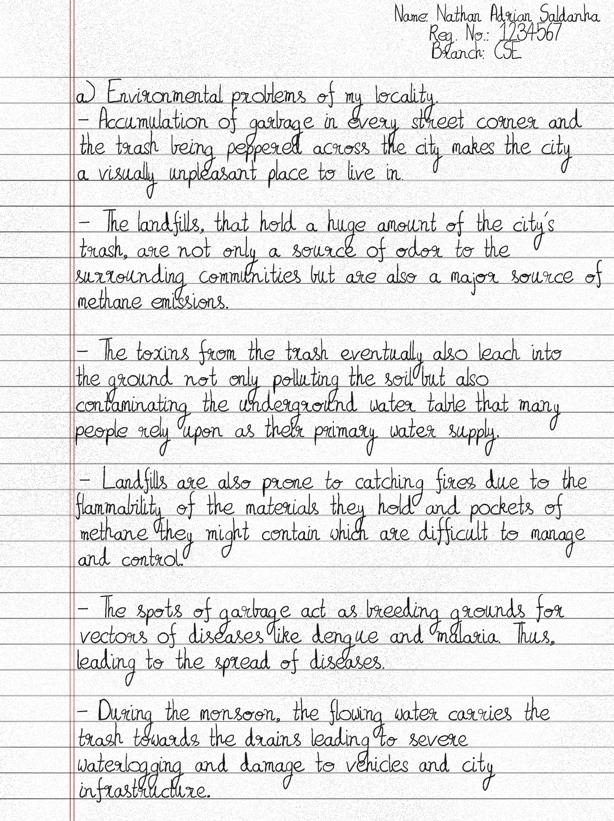 Name: Nathan Adrian Saldanha
Reg. No.: 1234567
Branch: CSE
a) Environmental problems of my locality.
- Accumulation of garbage in every street corner and
the trash being peppered across the city makes the city
a visually unpleasant place to live in.
- The landfills, that hold a huge amount of the city's
trash, are not only a source of odor to the
surrounding communities but are also a major source of
methane emissions.
- The toxins from the trash eventually also leach into
the ground not only polluting the soil but also
contaminating the underground water table that many
people rely upon as their primary water supply.
- Landfills are also prone to catching fires due to the
flammability of the materials they hold and pockets of
methane they might contain which are difficult to manage
and control.
- The spots of garbage act as breeding grounds for
vectors of diseases like dengue and malaria. Thus,
leading to the spread of diseases.
- During the monsoon, the flowing water carries the
trash towards the drains leading to severe
waterlogging and damage to vehicles and city
infrastructure.